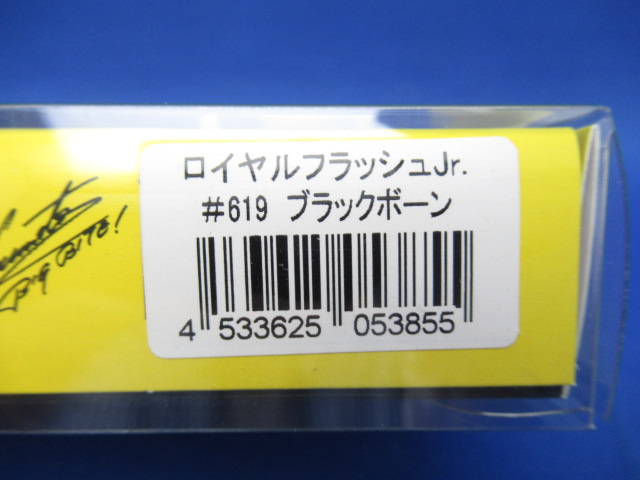 ロイヤルフラッシュJr.
#619 ブラックボーン
4 533625 053855
BIG BITE!